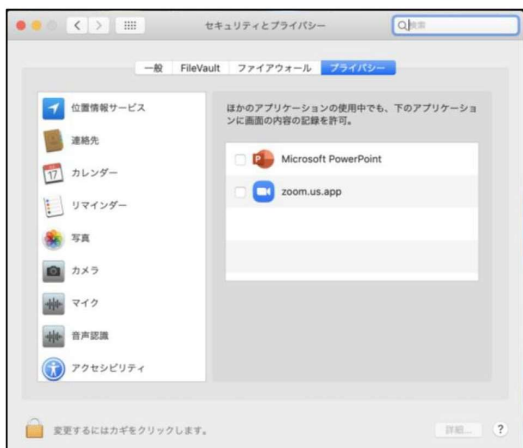 セキュリティとプライバシー
検索
一般 FileVault ファイアウォール プライバシー
位置情報サービス
連絡先
17 カレンダー
リマインダー
写真
カメラ
マイク
音声認識
アクセシビリティ
ほかのアプリケーションの使用中でも、下のアプリケーショ
ンに画面の内容の記録を許可。
P Microsoft PowerPoint
zoom.us.app
変更するにはカギをクリックします。
詳細... ?